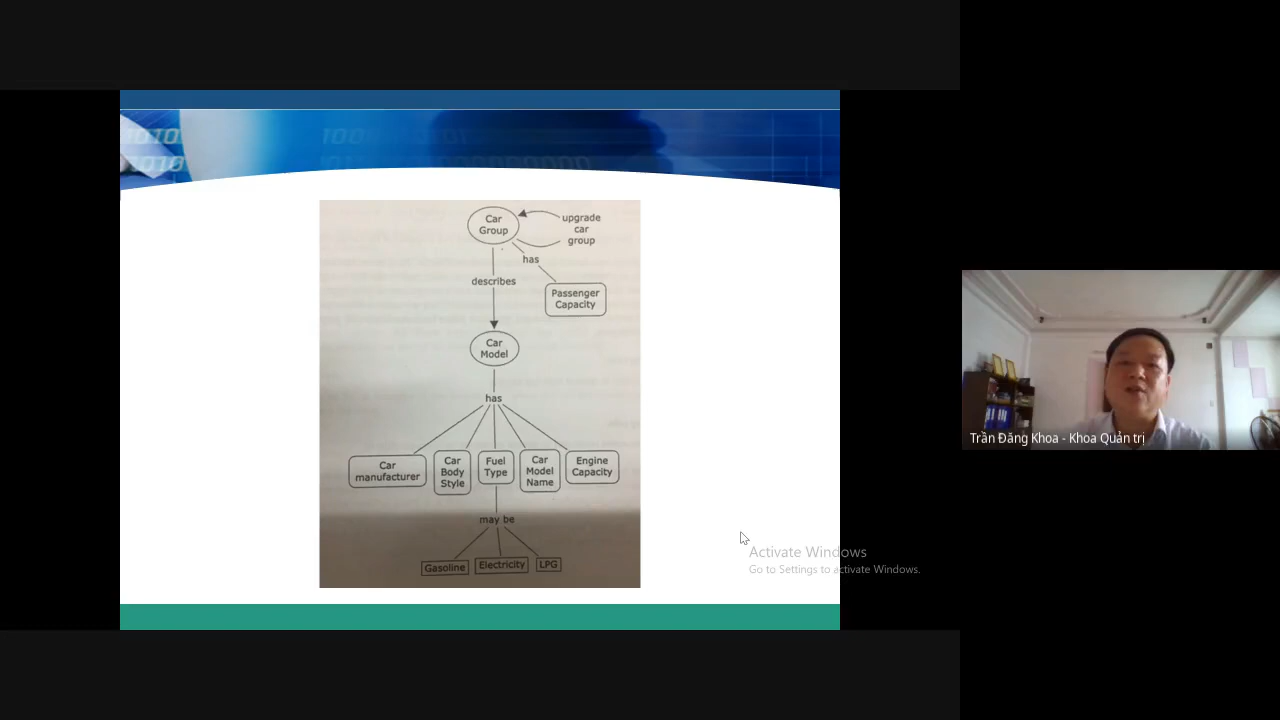 Car
Group
upgrade
car
group
has
describes
Passenger
Capacity
Car
Model
has
Car
manufacturer
Car
Body
Style
Fuel
Type
Car
Model
Name
Engine
Capacity
may be
Gasoline
Electricity
LPG
Activate Windows
Go to Settings to activate Windows.
Trần Đăng Khoa - Khoa Quản trị